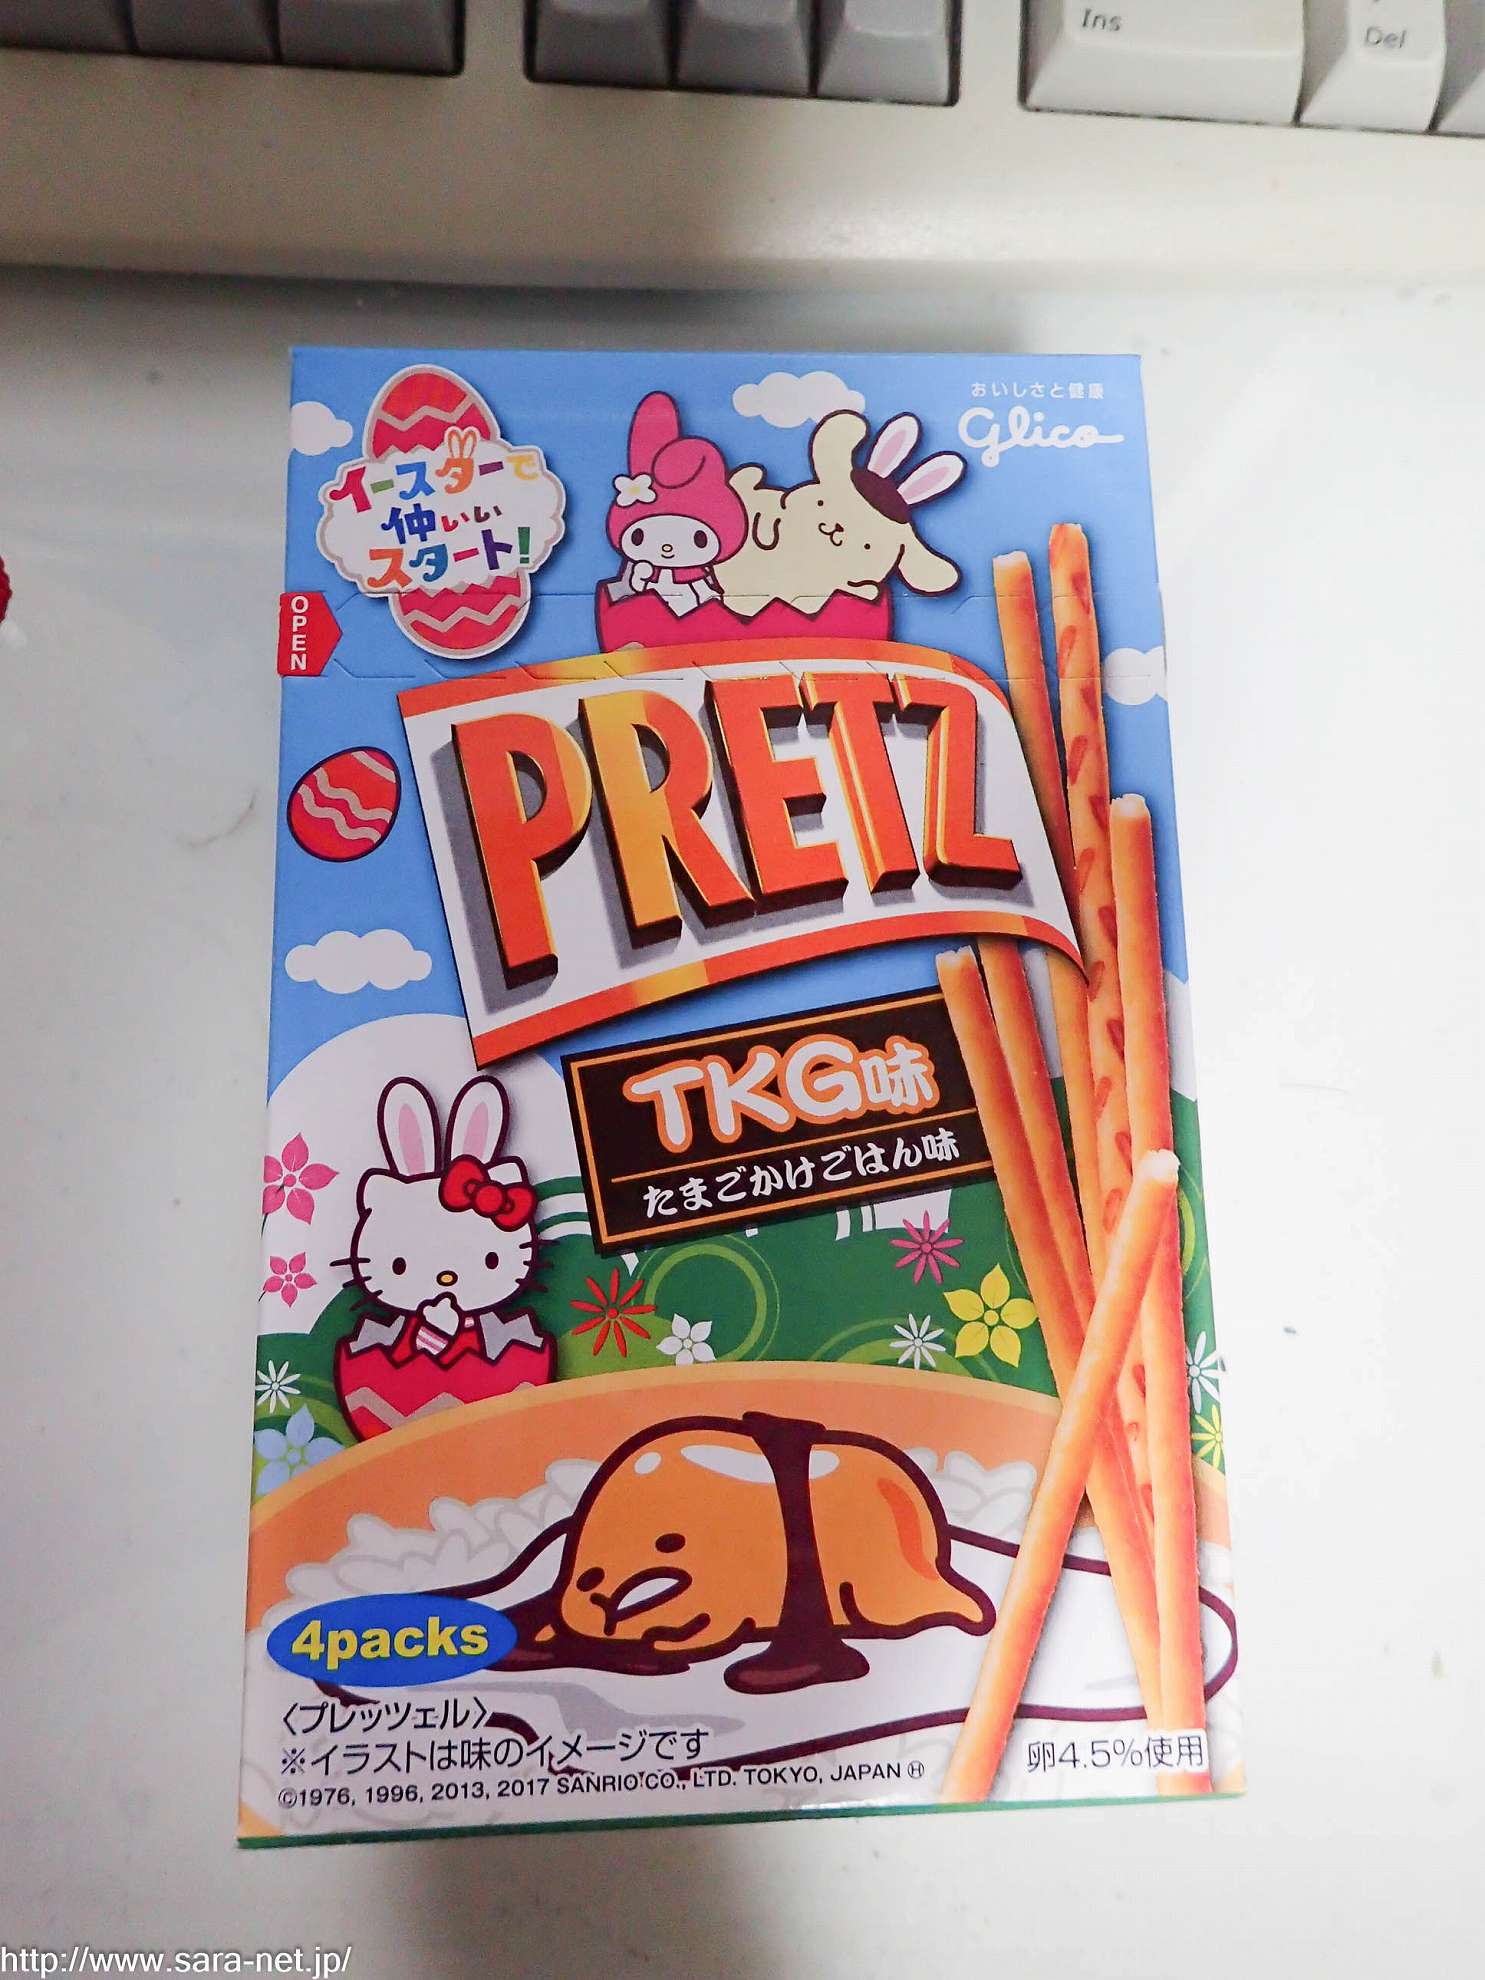 Ins
Del
おいしさと健康
Glico
イースターで
仲いい
スタート!
OPEN
PRETZ
TKG味
たまごかけごはん味
4packs
〈プレッツェル〉
※イラストは味のイメージです
卵4.5%使用
©1976, 1996, 2013, 2017 SANRIO CO., LTD. TOKYO, JAPAN Ⓗ
http://www.sara-net.jp/